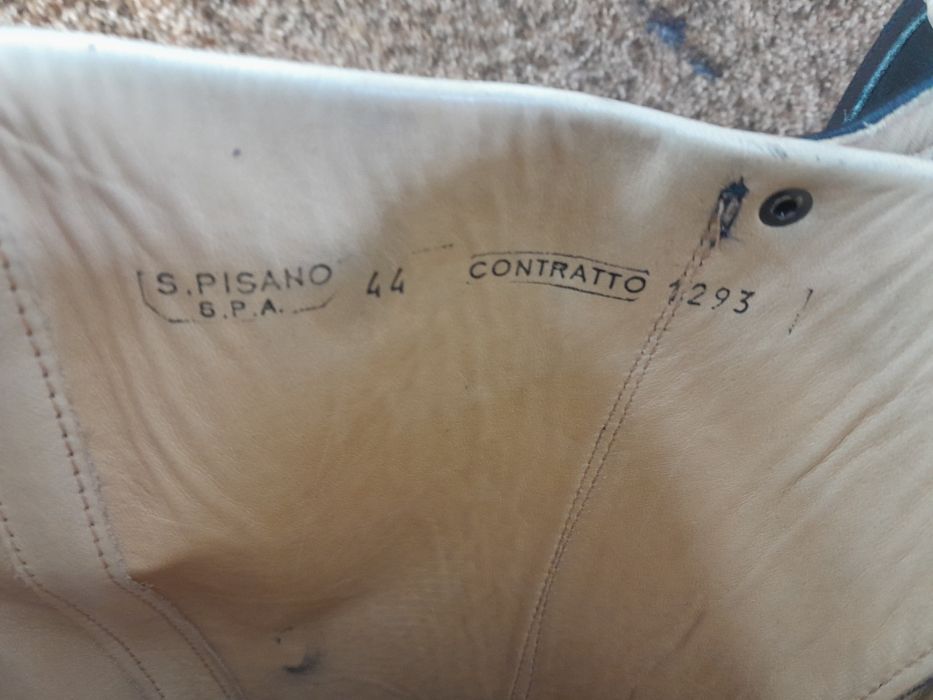 S.PISANO
S.P.A.
44
CONTRATTO
1293